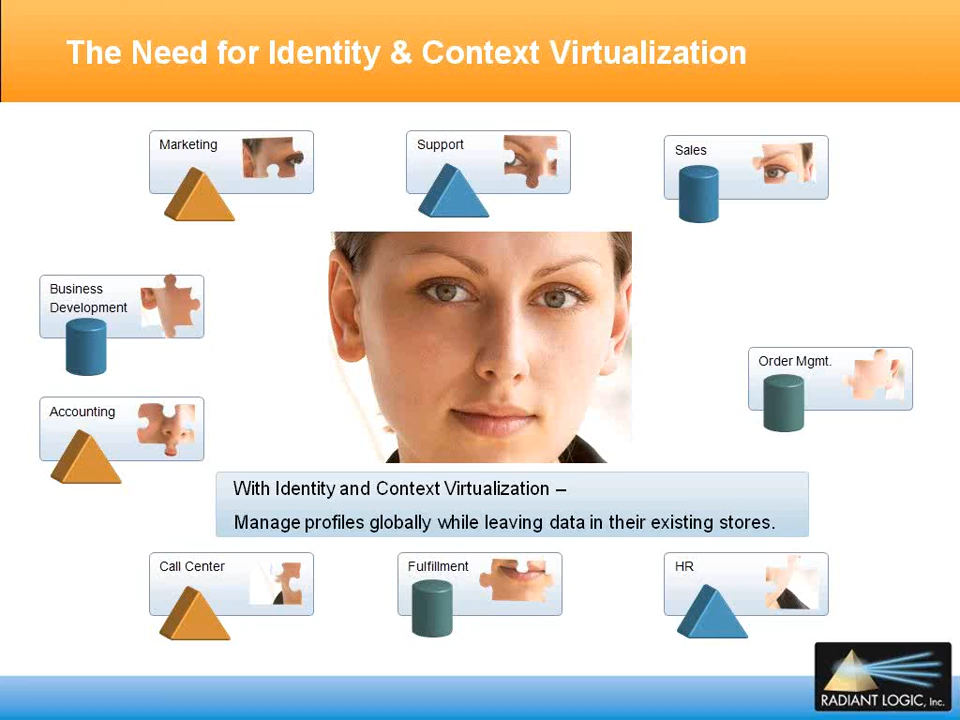 The Need for Identity & Context Virtualization
Marketing
Support
Sales
Business
Development
Order Mgmt.
Accounting
With Identity and Context Virtualization –
Manage profiles globally while leaving data in their existing stores.
Call Center
Fulfillment
HR
RADIANT LOGIC, Inc.